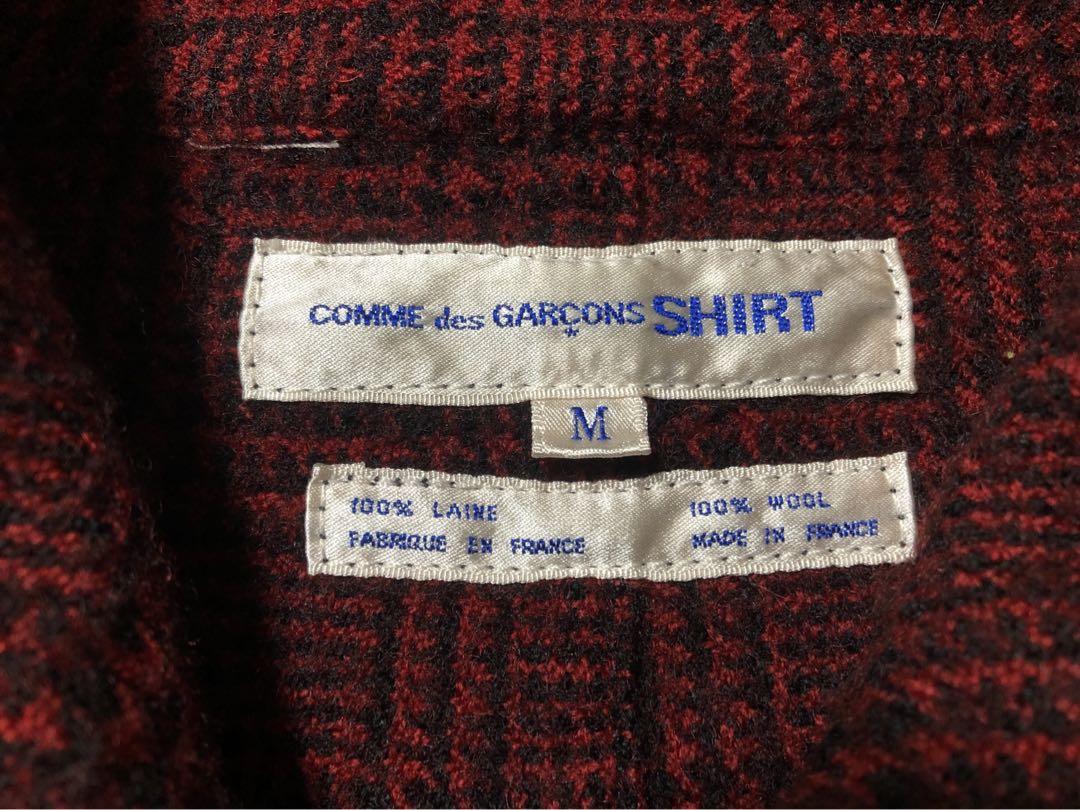 COMME des GARÇONS SHIRT
M
100% LAINE 100% WOOL
FABRIQUE EN FRANCE MADE IN FRANCE